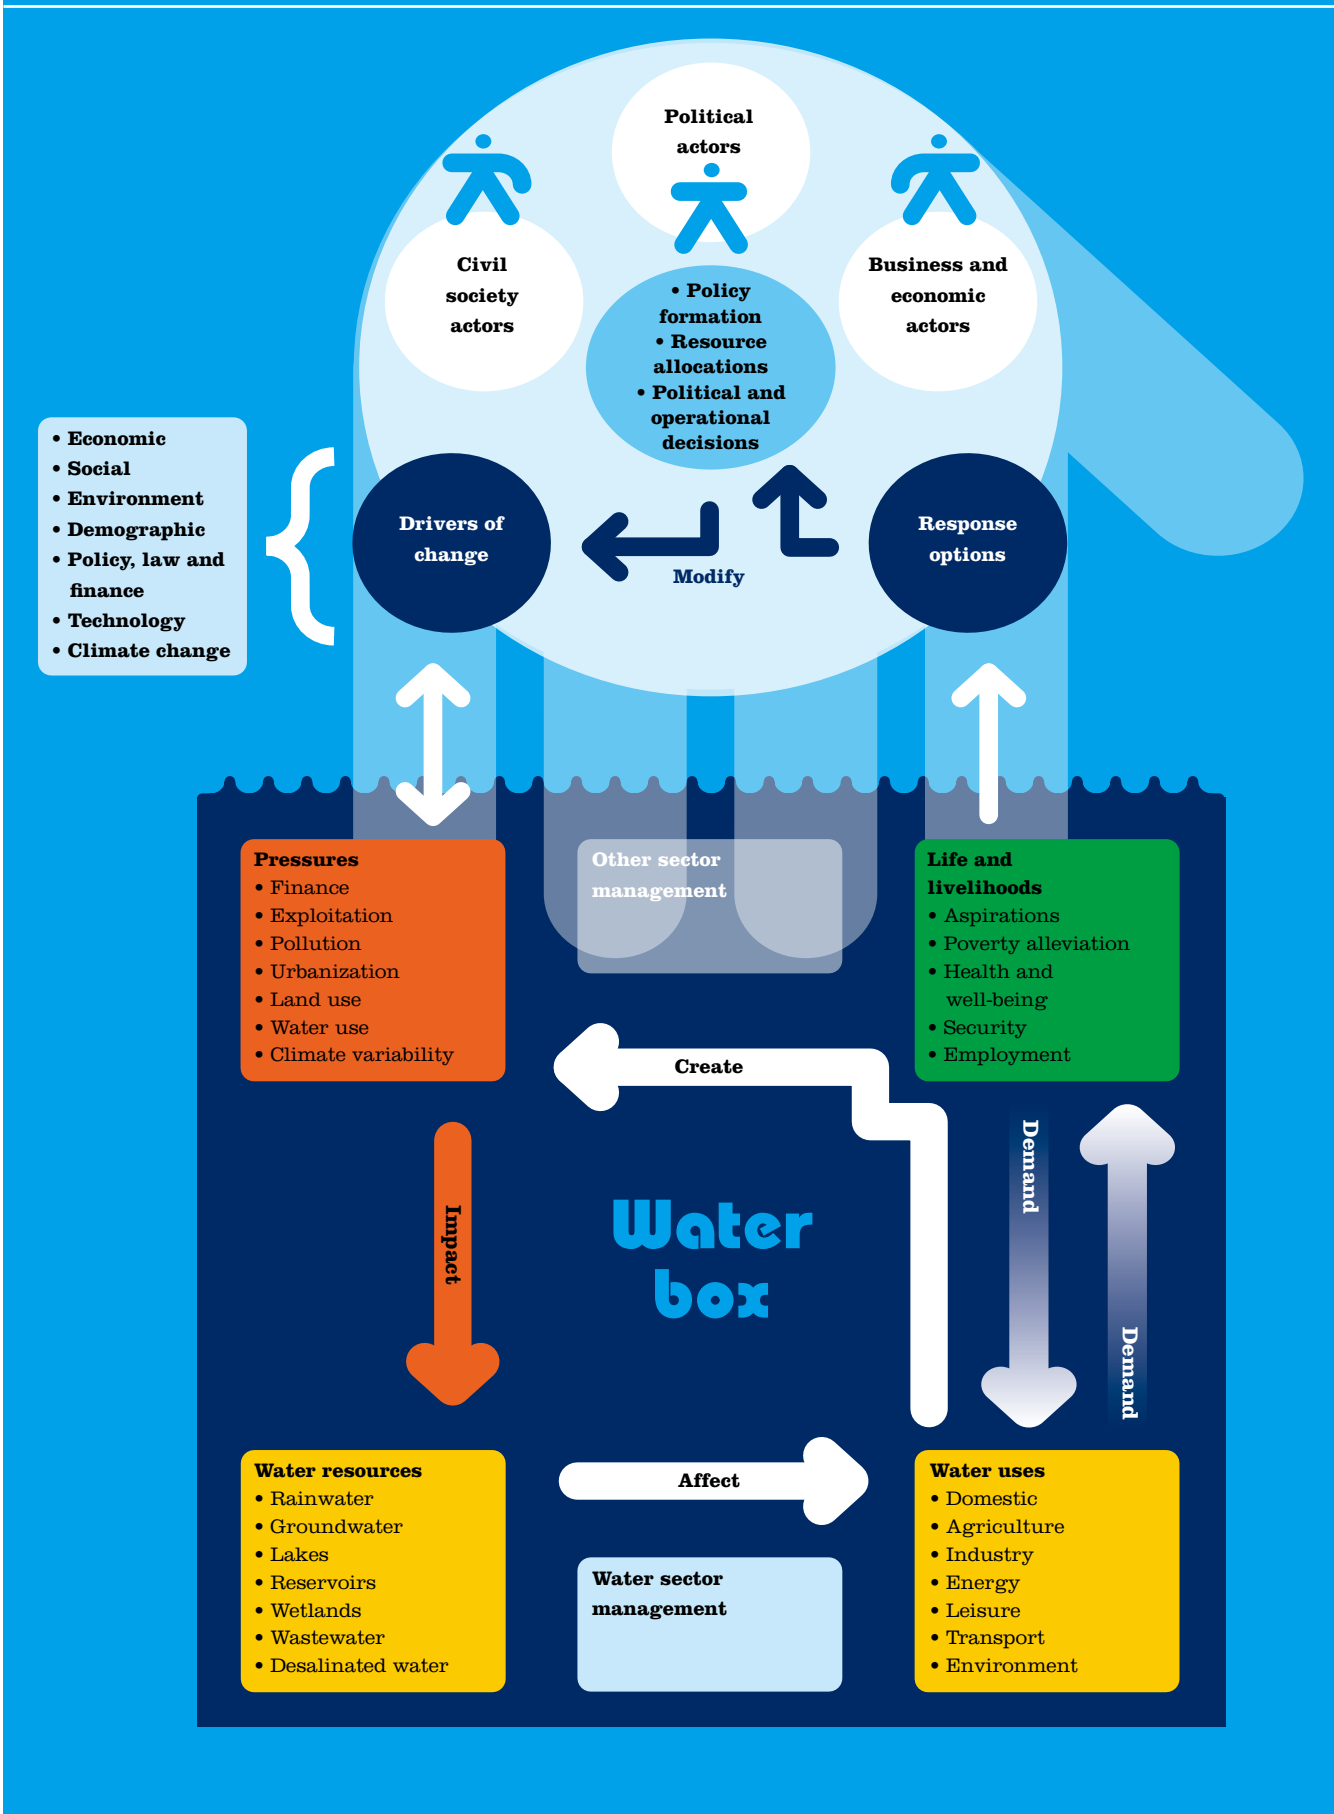 Political
actors
Civil
society
actors
Business and
economic
actors
• Policy
formation
• Resource
allocations
• Political and
operational
decisions
• Economic
• Social
• Environment
• Demographic
• Policy, law and
finance
• Technology
• Climate change
Drivers of
change
Modify
Response
options
Pressures
• Finance
• Exploitation
• Pollution
• Urbanization
• Land use
• Water use
• Climate variability
Other sector
management
Life and
livelihoods
• Aspirations
• Poverty alleviation
• Health and
well-being
• Security
• Employment
Create
Impact
Water
box
Demand
Demand
Water resources
• Rainwater
• Groundwater
• Lakes
• Reservoirs
• Wetlands
• Wastewater
• Desalinated water
Affect
Water sector
management
Water uses
• Domestic
• Agriculture
• Industry
• Energy
• Leisure
• Transport
• Environment